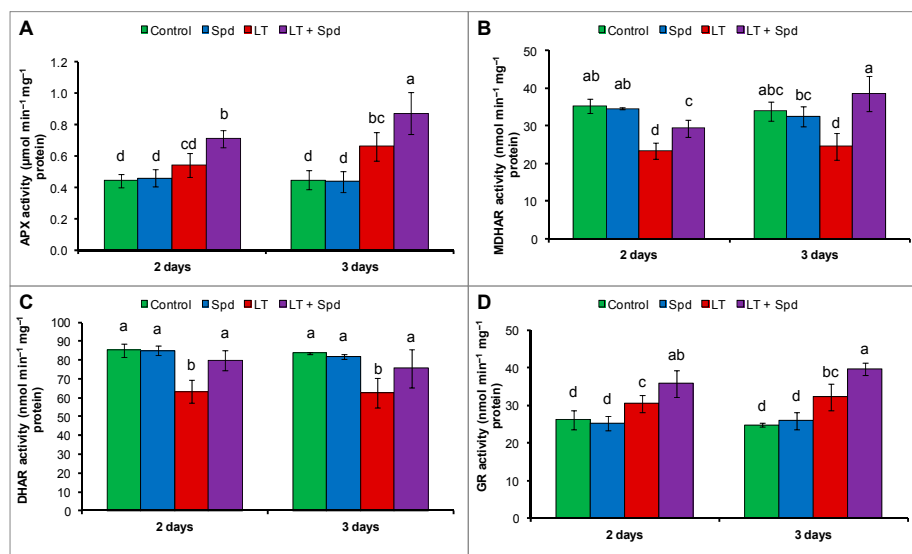 A
Control Spd LT LT + Spd
APX activity (µmol min⁻¹ mg⁻¹
protein)
1.2
1.0
0.8
0.6
0.4
0.2
0.0
d d cd b
d d bc a
2 days 3 days
B
Control Spd LT LT + Spd
MDHAR activity (nmol min⁻¹ mg⁻¹
protein)
50
40
30
20
10
0
ab ab d c
abc bc d a
2 days 3 days
C
Control Spd LT LT + Spd
DHAR activity (nmol min⁻¹ mg⁻¹
protein)
100
90
80
70
60
50
40
30
20
10
0
a a b a
a a b a
2 days 3 days
D
Control Spd LT LT + Spd
GR activity (nmol min⁻¹ mg⁻¹
protein)
50
40
30
20
10
0
d d c ab
d d bc a
2 days 3 days